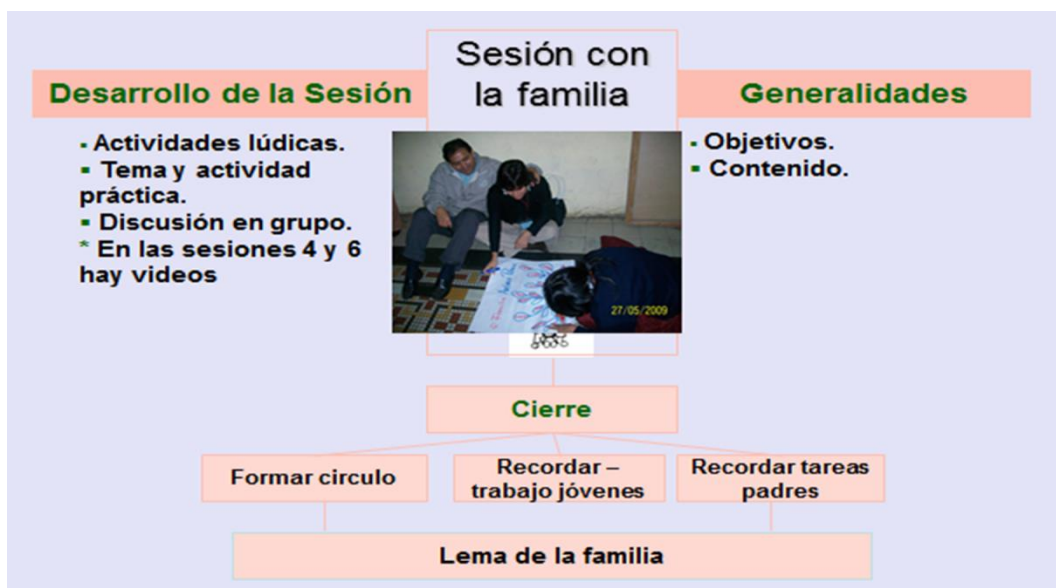 Sesión con
la familia
Desarrollo de la Sesión
Generalidades
▪ Actividades lúdicas.
▪ Tema y actividad
práctica.
▪ Discusión en grupo.
* En las sesiones 4 y 6
hay videos
▪ Objetivos.
▪ Contenido.
27/05/2009
Cierre
Formar circulo
Recordar –
trabajo jóvenes
Recordar tareas
padres
Lema de la familia